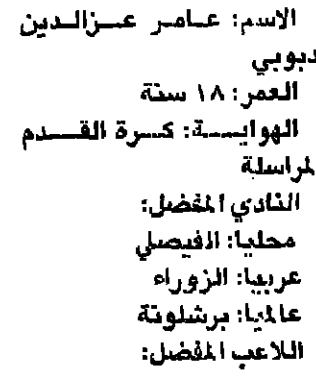 الاسم: عامر عزالدين
دبوبي
العمر: ١٨ سنة
الهوايـة: كرة القدم
لمراسلة
النادي المفضل:
محليا: الفيصلي
عربيا: الزوراء
عالميا: برشلونة
اللاعب المفضل: